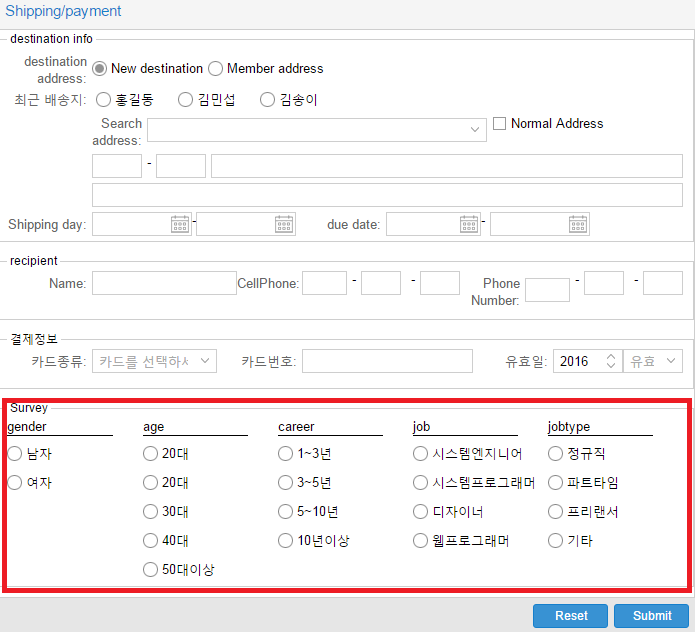 Shipping/payment
destination info
destination address: New destination Member address
최근 배송지: 홍길동 김민섭 김송이
Search address: Normal Address
-
Shipping day: - due date: -
recipient
Name: CellPhone: - - Phone Number: - -
결제정보
카드종류: 카드를 선택하세 카드번호: 유효일: 2016 유효
Survey
gender age career job jobtype
남자 20대 1~3년 시스템엔지니어 정규직
여자 20대 3~5년 시스템프로그래머 파트타임
30대 5~10년 디자이너 프리랜서
40대 10년이상 웹프로그래머 기타
50대이상
Reset Submit